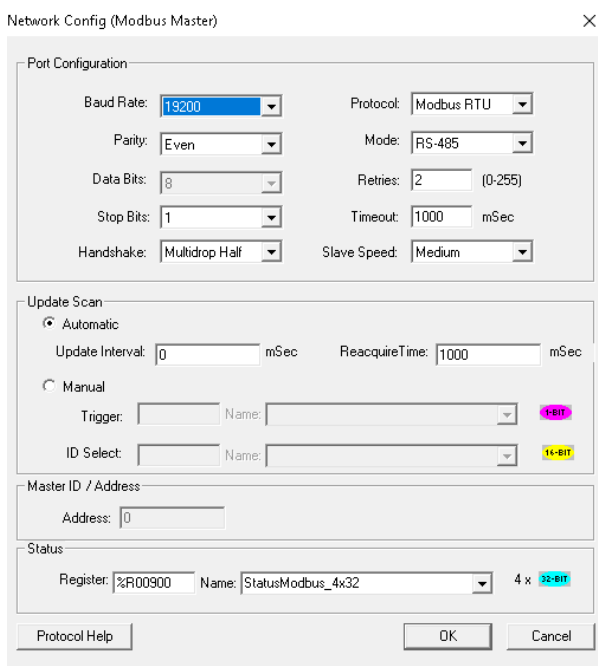 Network Config (Modbus Master)
Port Configuration
Baud Rate: 19200 Protocol: Modbus RTU
Parity: Even Mode: RS-485
Data Bits: 8 Retries: 2 (0-255)
Stop Bits: 1 Timeout: 1000 mSec
Handshake: Multidrop Half Slave Speed: Medium
Update Scan
Automatic
Update Interval: 0 mSec ReacquireTime: 1000 mSec
Manual
Trigger: Name: 1-BIT
ID Select: Name: 16-BIT
Master ID / Address
Address: 0
Status
Register: %R00900 Name: StatusModbus_4x32 4 x 32-BIT
Protocol Help OK Cancel